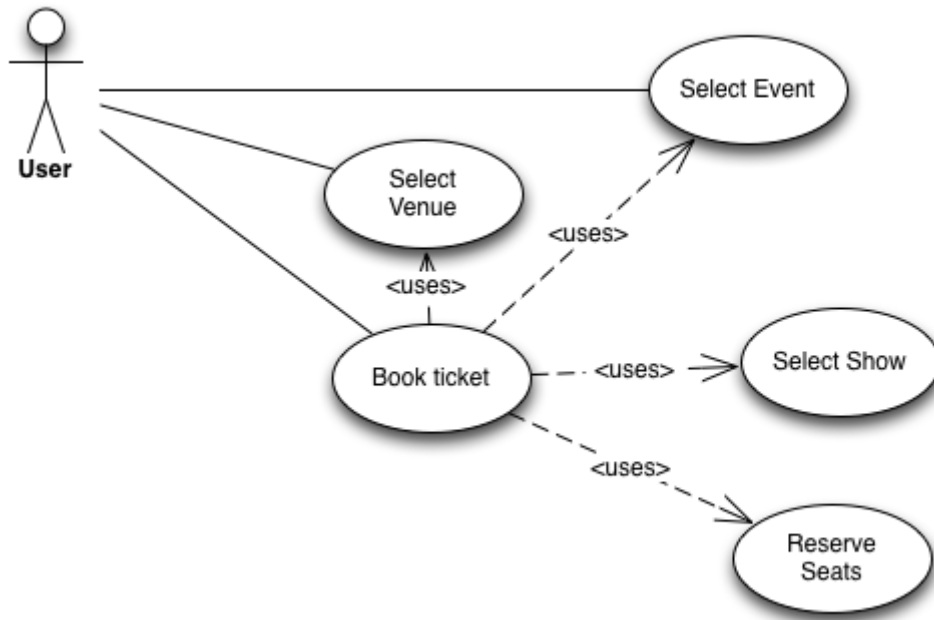 Select Event
User
Select
Venue
<uses>
<uses>
Book ticket
Select Show
<uses>
<uses>
Reserve
Seats